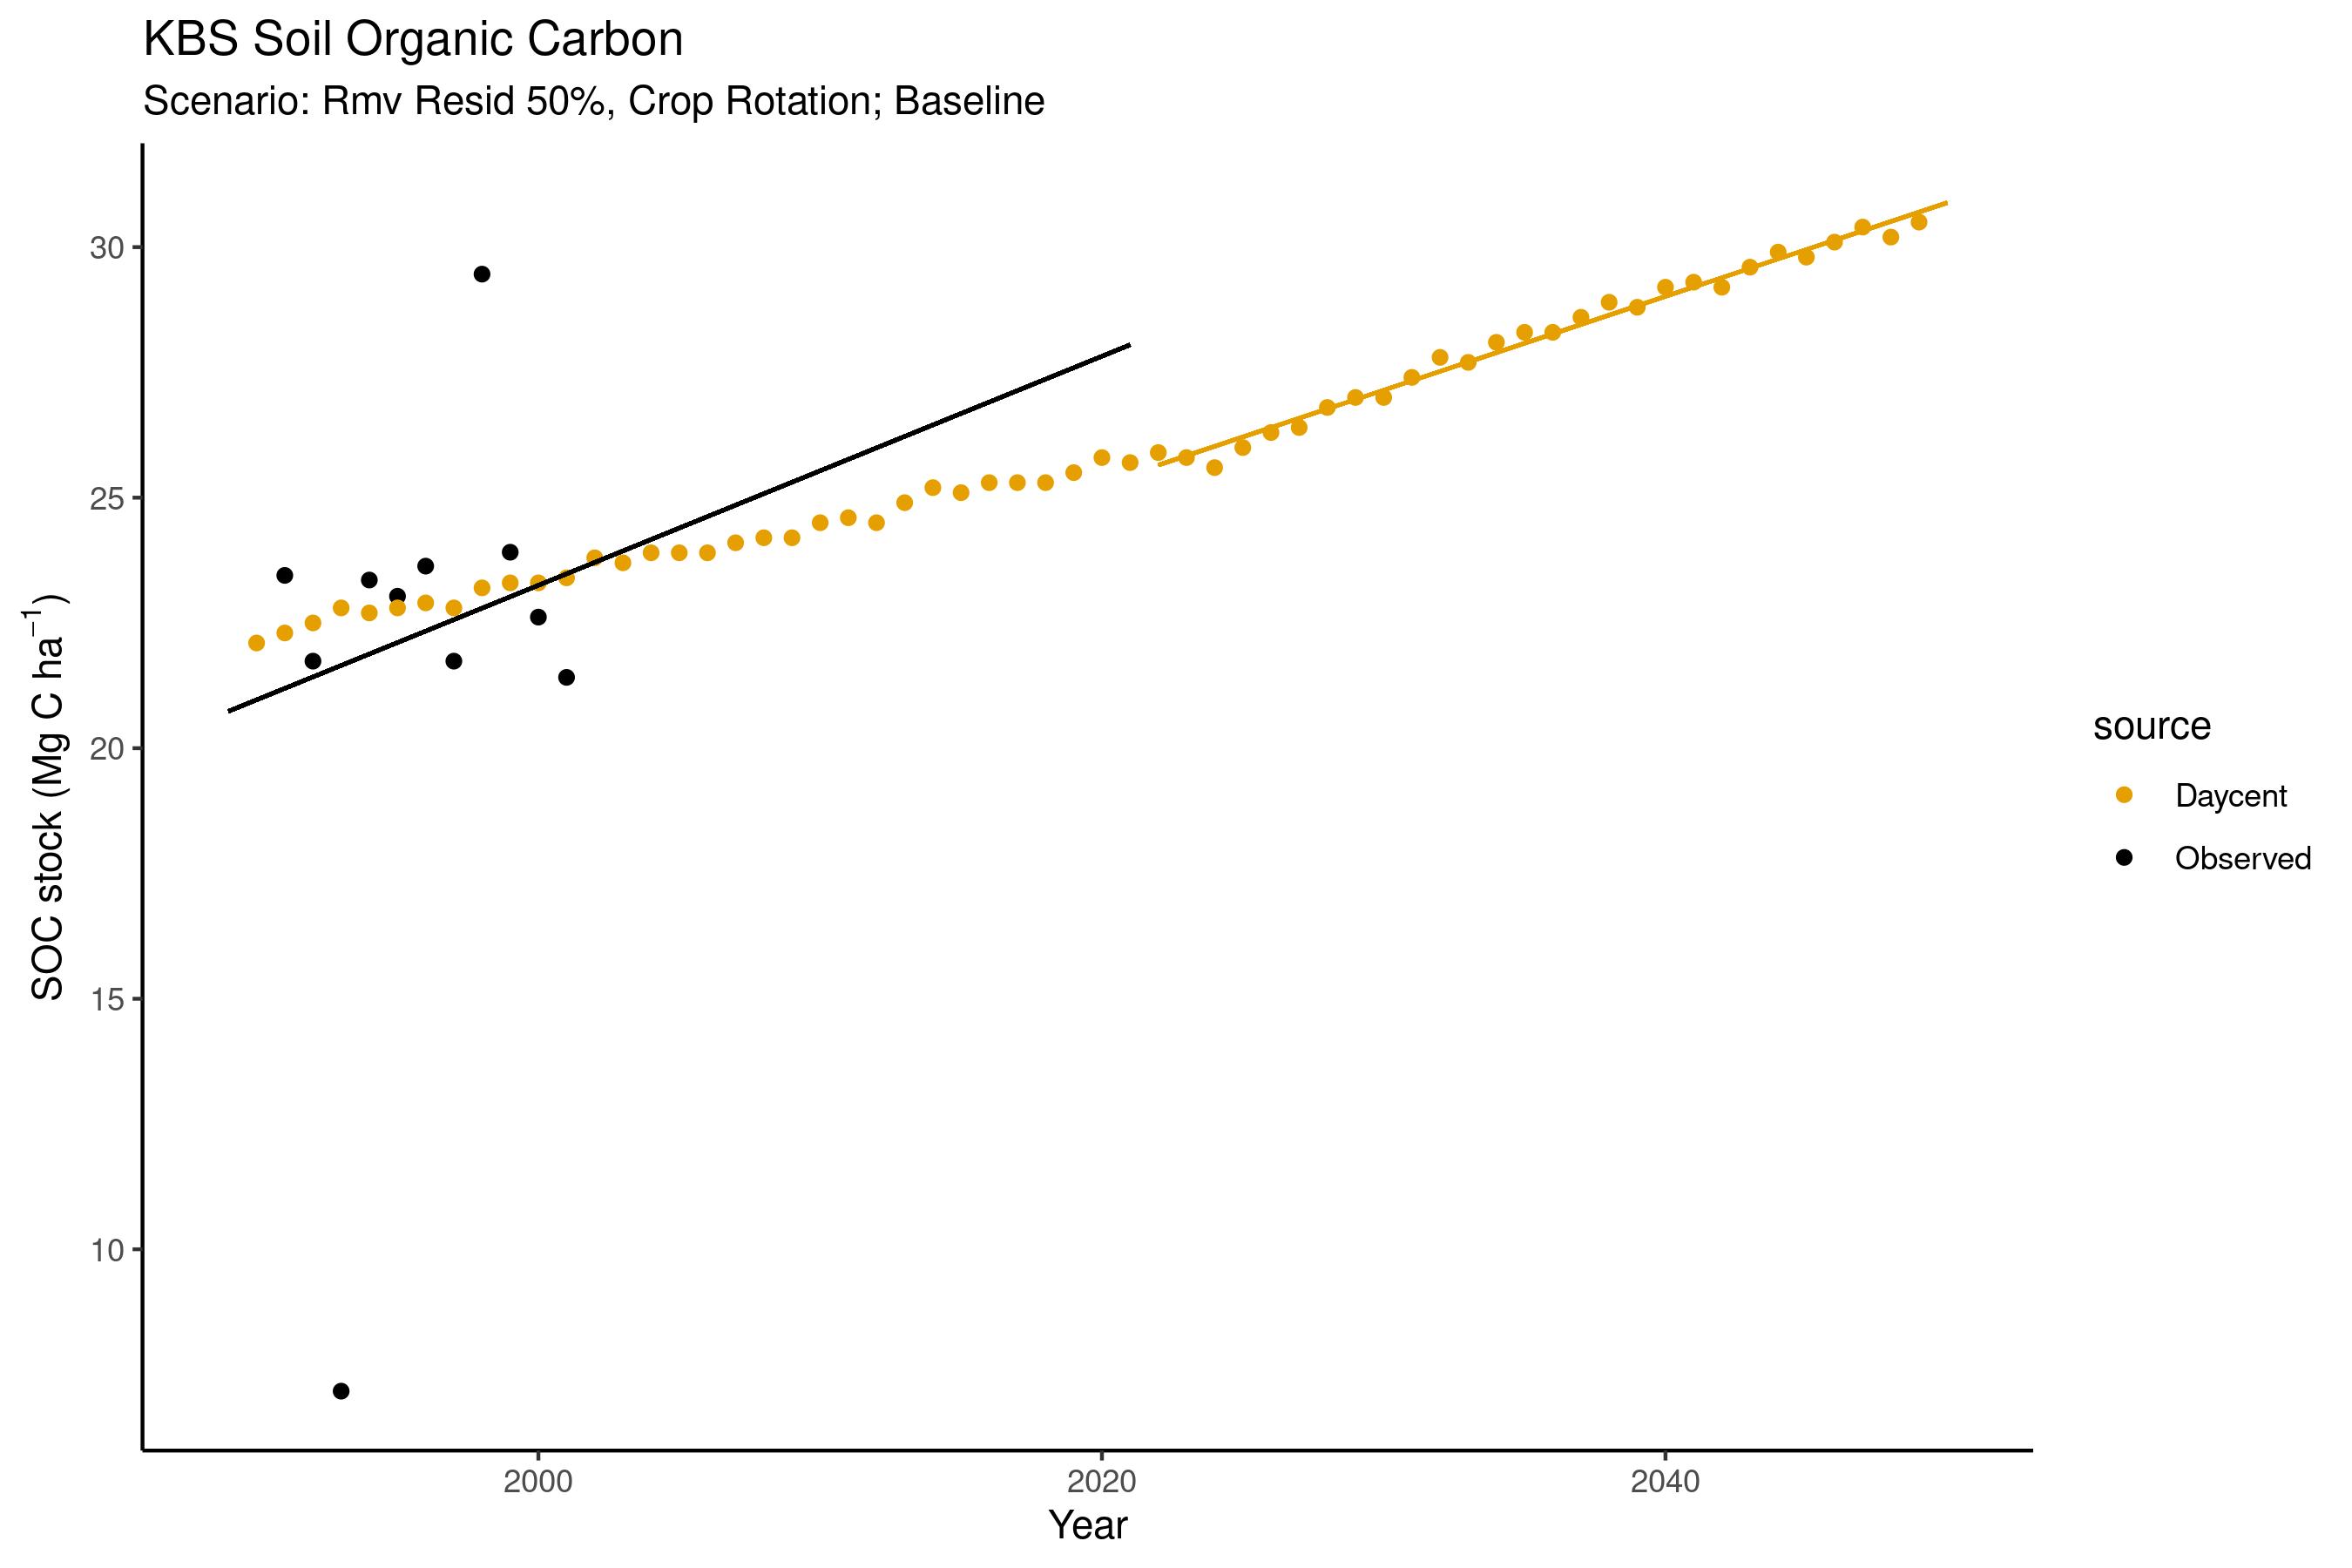 KBS Soil Organic Carbon
Scenario: Rmv Resid 50%, Crop Rotation; Baseline
SOC stock (Mg C ha⁻¹)
30
25
20
15
10
2000 2020 2040
Year
source
Daycent
Observed